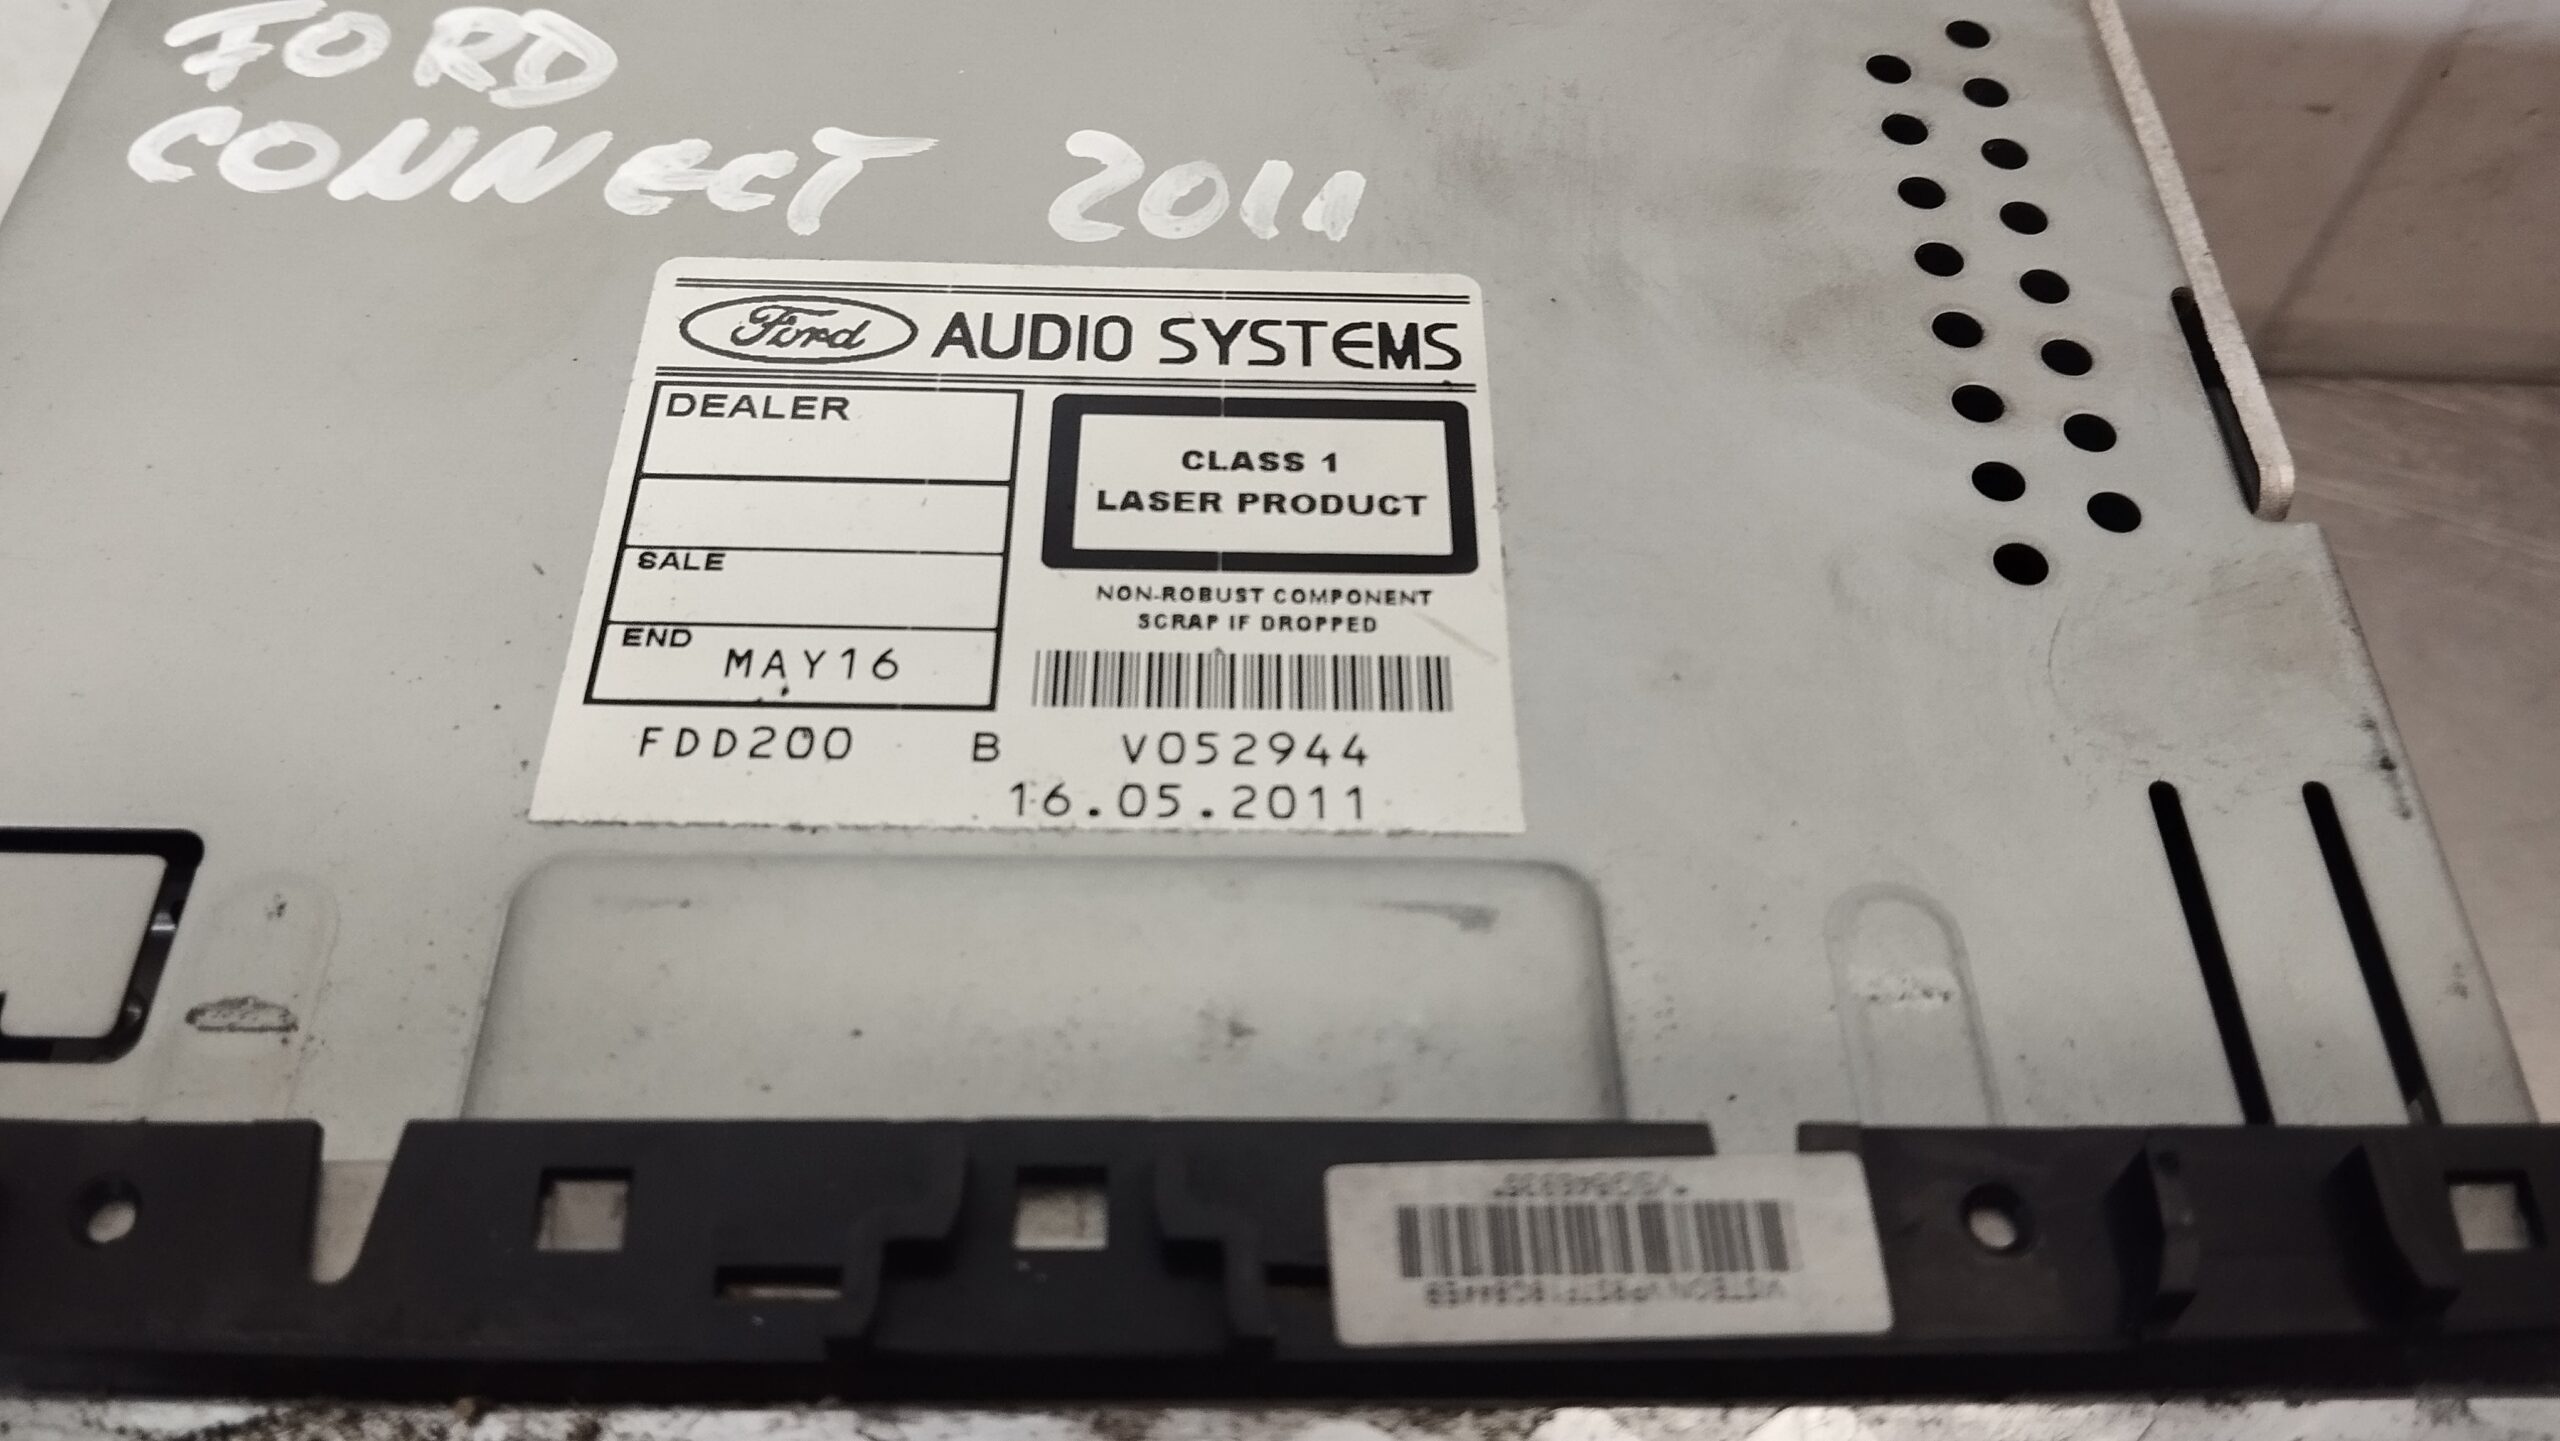 FORD
CONNECT 2011
Ford AUDIO SYSTEMS
DEALER
SALE
END MAY16
CLASS 1
LASER PRODUCT
NON-ROBUST COMPONENT
SCRAP IF DROPPED
FDD200 B V052944
16.05.2011
VISTEON